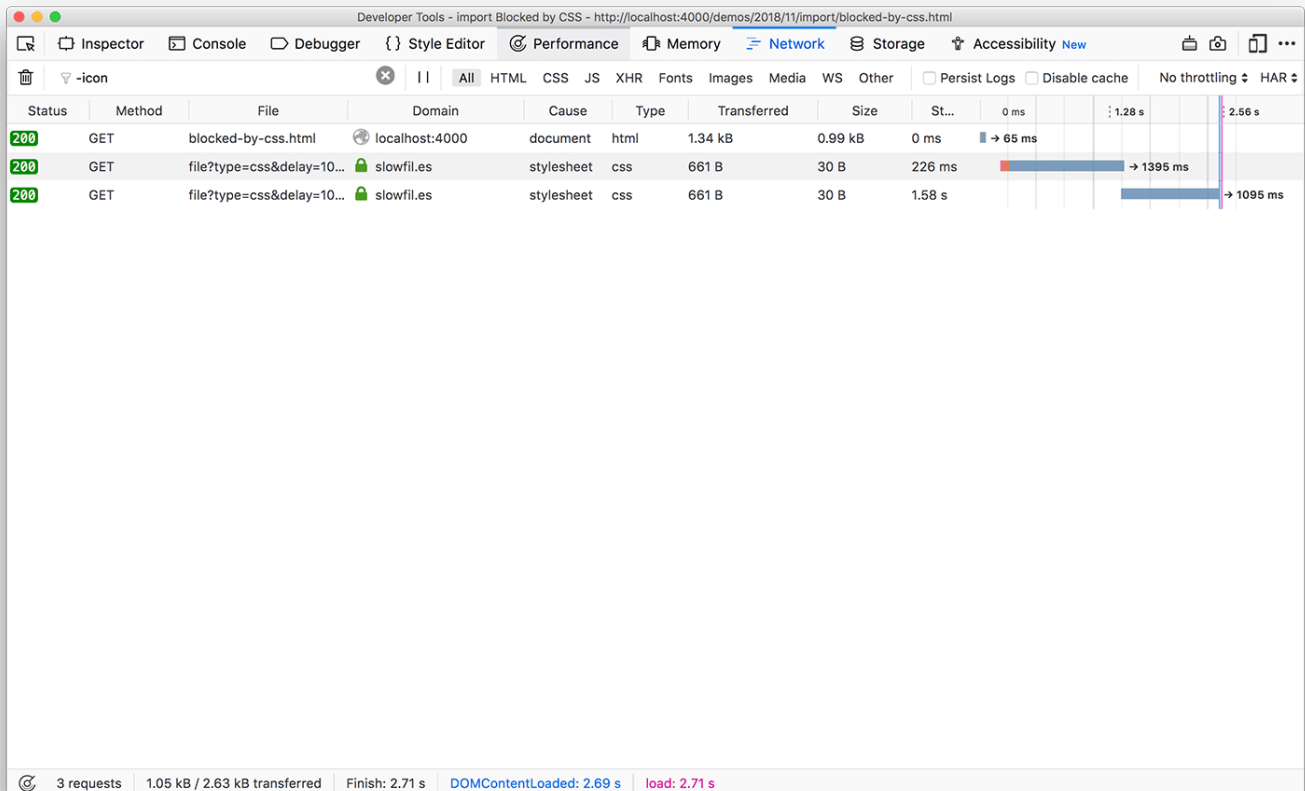 Developer Tools - import Blocked by CSS - http://localhost:4000/demos/2018/11/import/blocked-by-css.html
Inspector Console Debugger { } Style Editor Performance Memory Network Storage Accessibility New
-icon All HTML CSS JS XHR Fonts Images Media WS Other Persist Logs Disable cache No throttling HAR
Status Method File Domain Cause Type Transferred Size St... 0 ms 1.28 s 2.56 s
200 GET blocked-by-css.html localhost:4000 document html 1.34 kB 0.99 kB 0 ms → 65 ms
200 GET file?type=css&delay=10... slowfil.es stylesheet css 661 B 30 B 226 ms → 1395 ms
200 GET file?type=css&delay=10... slowfil.es stylesheet css 661 B 30 B 1.58 s → 1095 ms
3 requests 1.05 kB / 2.63 kB transferred Finish: 2.71 s DOMContentLoaded: 2.69 s load: 2.71 s